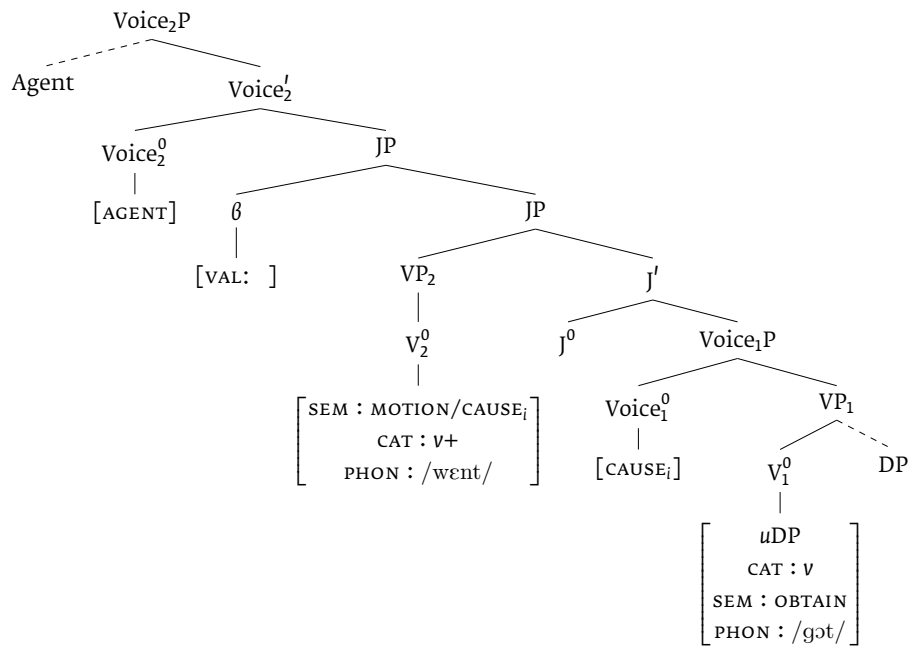 Voice₂P
Agent Voice₂′
Voice₂⁰ JP
[AGENT] β JP
[VAL: ] VP₂ J′
V₂⁰ J⁰ Voice₁P
[SEM : MOTION/CAUSEᵢ
CAT : v+
PHON : /wɛnt/]
Voice₁⁰ VP₁
[CAUSEᵢ] V₁⁰ DP
[uDP
CAT : v
SEM : OBTAIN
PHON : /gɔt/]